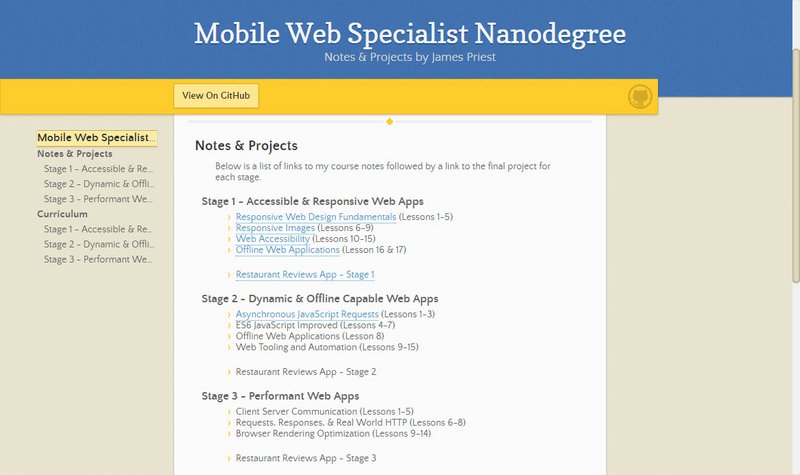 Mobile Web Specialist Nanodegree
Notes & Projects by James Priest
View On GitHub
Mobile Web Specialist...
Notes & Projects
Stage 1 - Accessible & Re...
Stage 2 - Dynamic & Offli...
Stage 3 - Performant We...
Curriculum
Stage 1 - Accessible & Re...
Stage 2 - Dynamic & Offli...
Stage 3 - Performant We...
Notes & Projects
Below is a list of links to my course notes followed by a link to the final project for
each stage.
Stage 1 - Accessible & Responsive Web Apps
Responsive Web Design Fundamentals (Lessons 1-5)
Responsive Images (Lessons 6-9)
Web Accessibility (Lessons 10-15)
Offline Web Applications (Lesson 16 & 17)
Restaurant Reviews App - Stage 1
Stage 2 - Dynamic & Offline Capable Web Apps
Asynchronous JavaScript Requests (Lessons 1-3)
ES6 JavaScript Improved (Lessons 4-7)
Offline Web Applications (Lesson 8)
Web Tooling and Automation (Lessons 9-15)
Restaurant Reviews App - Stage 2
Stage 3 - Performant Web Apps
Client Server Communication (Lessons 1-5)
Requests, Responses, & Real World HTTP (Lessons 6-8)
Browser Rendering Optimization (Lessons 9-14)
Restaurant Reviews App - Stage 3